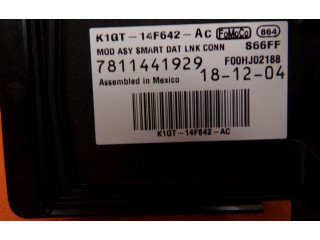 K1GT-14F642-AC FoMoCo 864
MOD ASY SMART DAT LNK CONN S66FF
7811441929 F00HJ02188
Assembled in Mexico 18-12-04
K1GT-14F642-AC